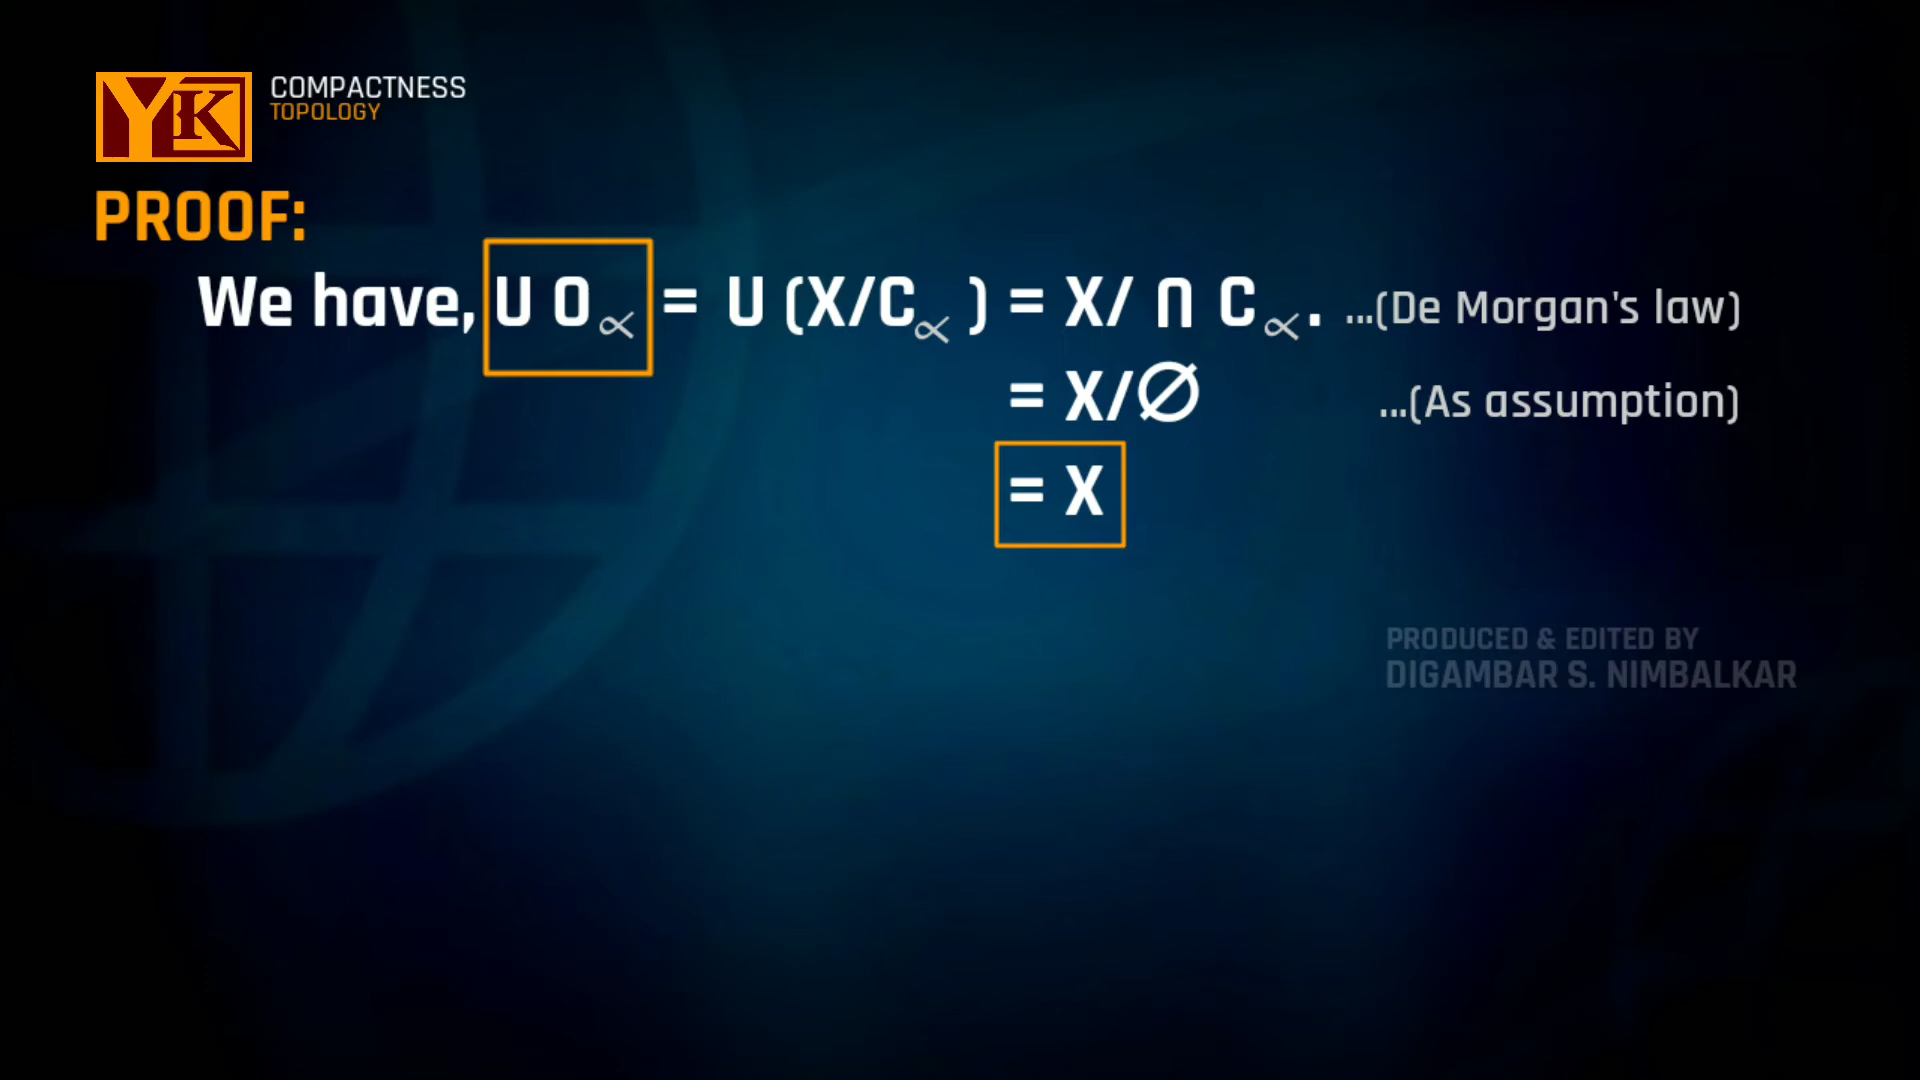 YK
COMPACTNESS
TOPOLOGY
PROOF:
We have, U O∝ = U (X/C∝ ) = X/ ∩ C∝. ...(De Morgan's law)
= X/∅ ...(As assumption)
= X
PRODUCED & EDITED BY
DIGAMBAR S. NIMBALKAR